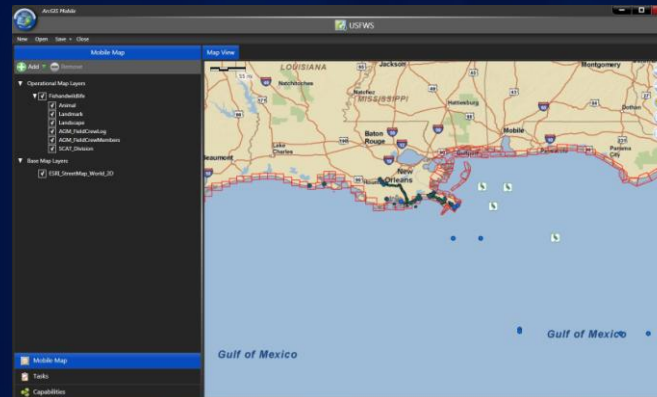 ArcGIS Mobile
USFWS
New Open Save Close
Mobile Map
Map View
Add Remove
Operational Map Layers
Fishandwildlife
Animal
Landmark
Landscape
AGM_FieldCrewLog
AGM_FieldCrewMembers
SCAT_Division
Base Map Layers
ESRI_StreetMap_World_2D
LOUISIANA
Jackson
Montgomery
Natchitoches
Natchez
MISSISSIPPI
Hattiesburg
Dothan
Lake
Charles
Baton
Rouge
Mobile
Panama
City
Beaumont
New
Orleans
Gulf of Mexico
Gulf of Mexico
Mobile Map
Tasks
Capabilities